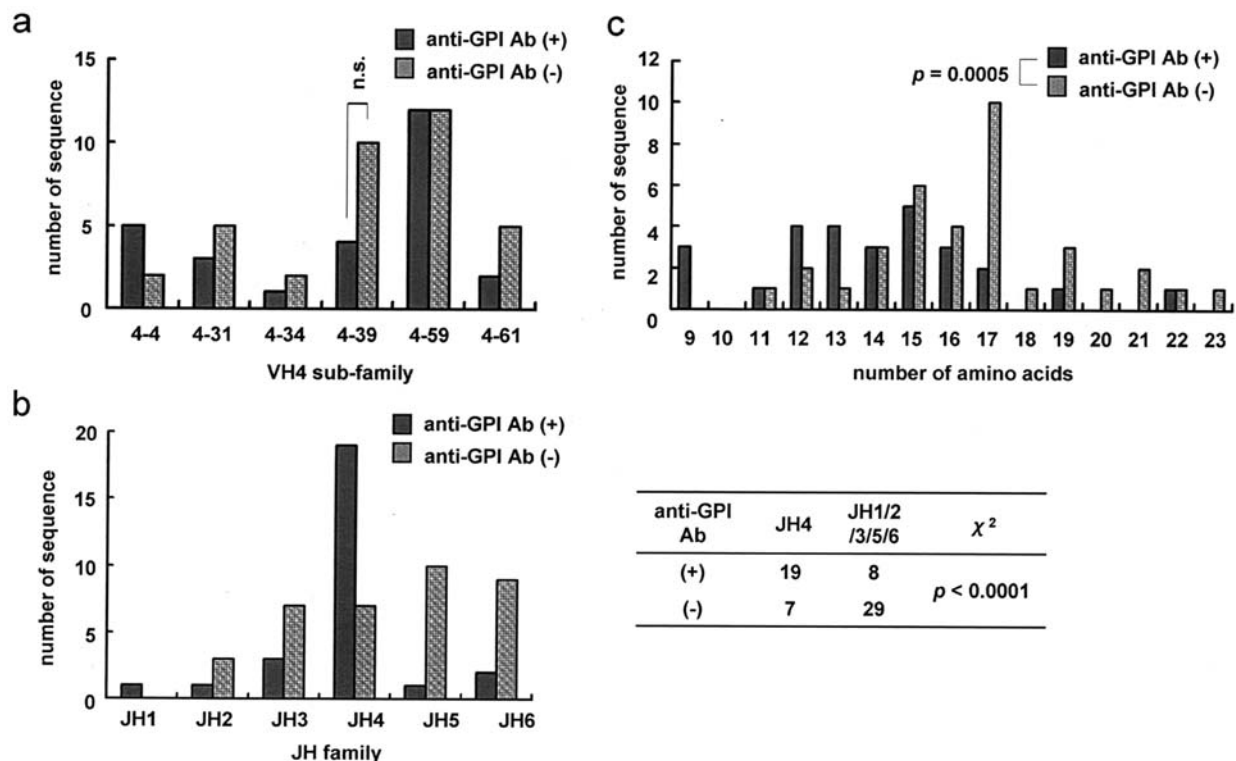 a
anti-GPI Ab (+)
anti-GPI Ab (-)
n.s.
15
10
5
0
number of sequence
4-4 4-31 4-34 4-39 4-59 4-61
VH4 sub-family
b
anti-GPI Ab (+)
anti-GPI Ab (-)
20
15
10
5
0
number of sequence
JH1 JH2 JH3 JH4 JH5 JH6
JH family
c
p = 0.0005
anti-GPI Ab (+)
anti-GPI Ab (-)
12
10
8
6
4
2
0
number of sequence
9 10 11 12 13 14 15 16 17 18 19 20 21 22 23
number of amino acids
anti-GPI
Ab
JH4
JH1/2
/3/5/6
χ²
(+) 19 8
p < 0.0001
(-) 7 29